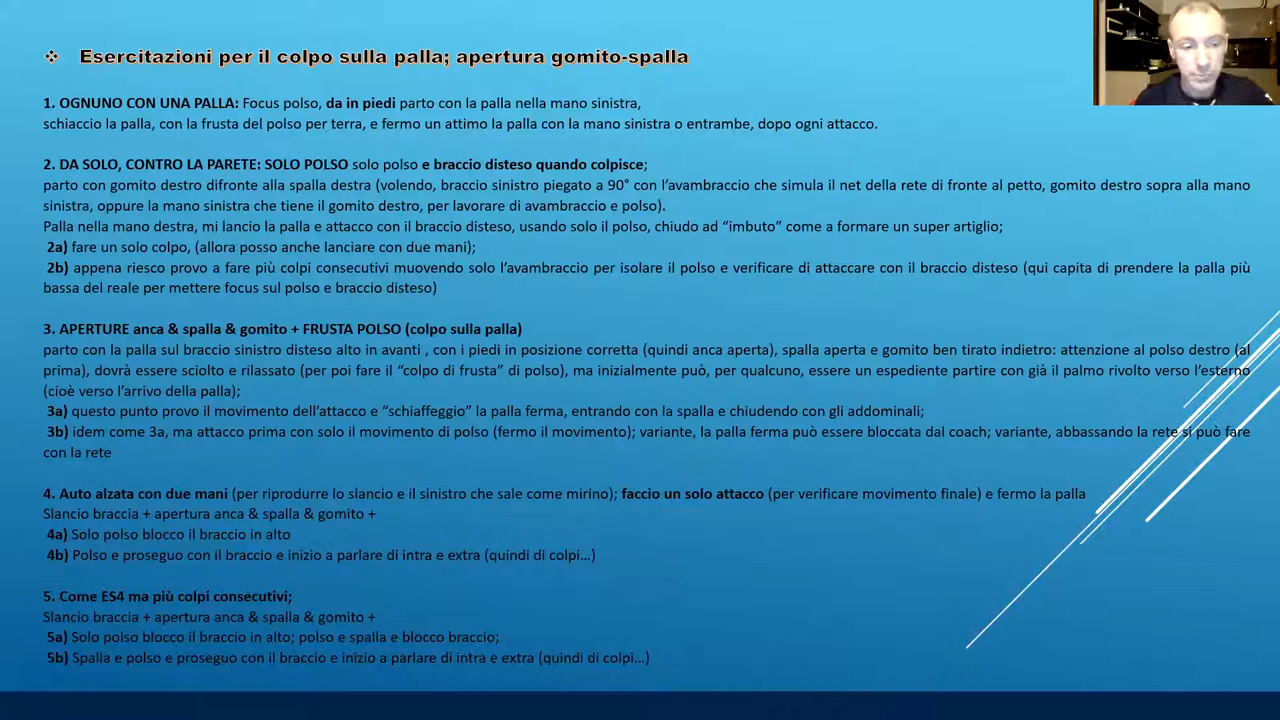 ❖ Esercitazioni per il colpo sulla palla; apertura gomito-spalla
1. OGNUNO CON UNA PALLA: Focus polso, da in piedi parto con la palla nella mano sinistra,
schiaccio la palla, con la frusta del polso per terra, e fermo un attimo la palla con la mano sinistra o entrambe, dopo ogni attacco.
2. DA SOLO, CONTRO LA PARETE: SOLO POLSO solo polso e braccio disteso quando colpisce;
parto con gomito destro difronte alla spalla destra (volendo, braccio sinistro piegato a 90° con l'avambraccio che simula il net della rete di fronte al petto, gomito destro sopra alla mano
sinistra, oppure la mano sinistra che tiene il gomito destro, per lavorare di avambraccio e polso).
Palla nella mano destra, mi lancio la palla e attacco con il braccio disteso, usando solo il polso, chiudo ad “imbuto” come a formare un super artiglio;
2a) fare un solo colpo, (allora posso anche lanciare con due mani);
2b) appena riesco provo a fare più colpi consecutivi muovendo solo l'avambraccio per isolare il polso e verificare di attaccare con il braccio disteso (qui capita di prendere la palla più
bassa del reale per mettere focus sul polso e braccio disteso)
3. APERTURE anca & spalla & gomito + FRUSTA POLSO (colpo sulla palla)
parto con la palla sul braccio sinistro disteso alto in avanti , con i piedi in posizione corretta (quindi anca aperta), spalla aperta e gomito ben tirato indietro: attenzione al polso destro (al
prima), dovrà essere sciolto e rilassato (per poi fare il “colpo di frusta” di polso), ma inizialmente può, per qualcuno, essere un espediente partire con già il palmo rivolto verso l'esterno
(cioè verso l'arrivo della palla);
3a) questo punto provo il movimento dell'attacco e “schiaffeggio” la palla ferma, entrando con la spalla e chiudendo con gli addominali;
3b) idem come 3a, ma attacco prima con solo il movimento di polso (fermo il movimento); variante, la palla ferma può essere bloccata dal coach; variante, abbassando la rete si può fare
con la rete
4. Auto alzata con due mani (per riprodurre lo slancio e il sinistro che sale come mirino); faccio un solo attacco (per verificare movimento finale) e fermo la palla
Slancio braccia + apertura anca & spalla & gomito +
4a) Solo polso blocco il braccio in alto
4b) Polso e proseguo con il braccio e inizio a parlare di intra e extra (quindi di colpi…)
5. Come ES4 ma più colpi consecutivi;
Slancio braccia + apertura anca & spalla & gomito +
5a) Solo polso blocco il braccio in alto; polso e spalla e blocco braccio;
5b) Spalla e polso e proseguo con il braccio e inizio a parlare di intra e extra (quindi di colpi…)